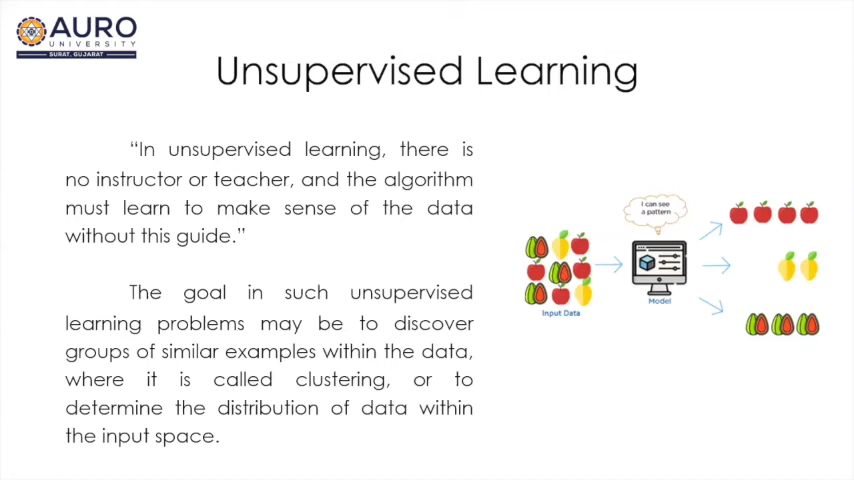 AURO
UNIVERSITY
SURAT, GUJARAT
Unsupervised Learning
“In unsupervised learning, there is
no instructor or teacher, and the algorithm
must learn to make sense of the data
without this guide.”
The goal in such unsupervised
learning problems may be to discover
groups of similar examples within the data,
where it is called clustering, or to
determine the distribution of data within
the input space.
I can see
a pattern
Input Data
Model